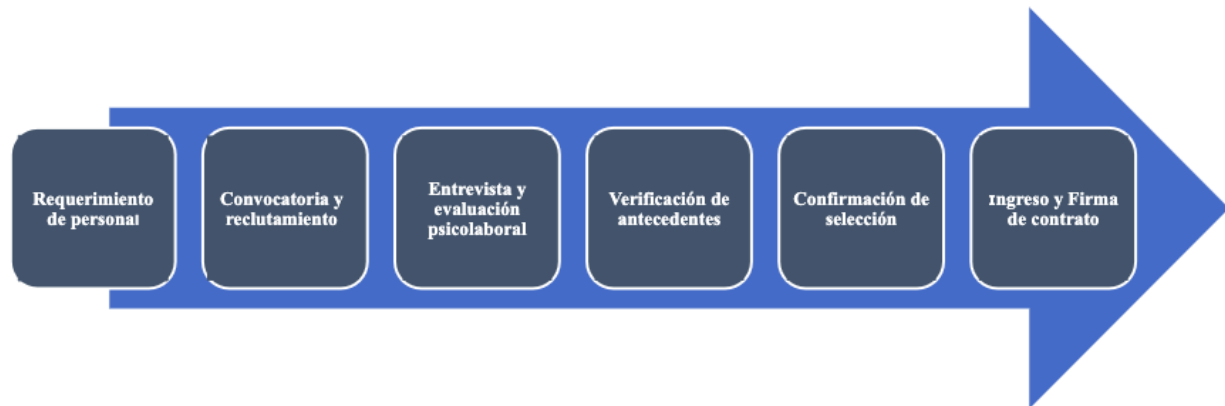 Requerimiento
de personal
Convocatoria y
reclutamiento
Entrevista y
evaluación
psicolaboral
Verificación de
antecedentes
Confirmación de
selección
Ingreso y Firma
de contrato